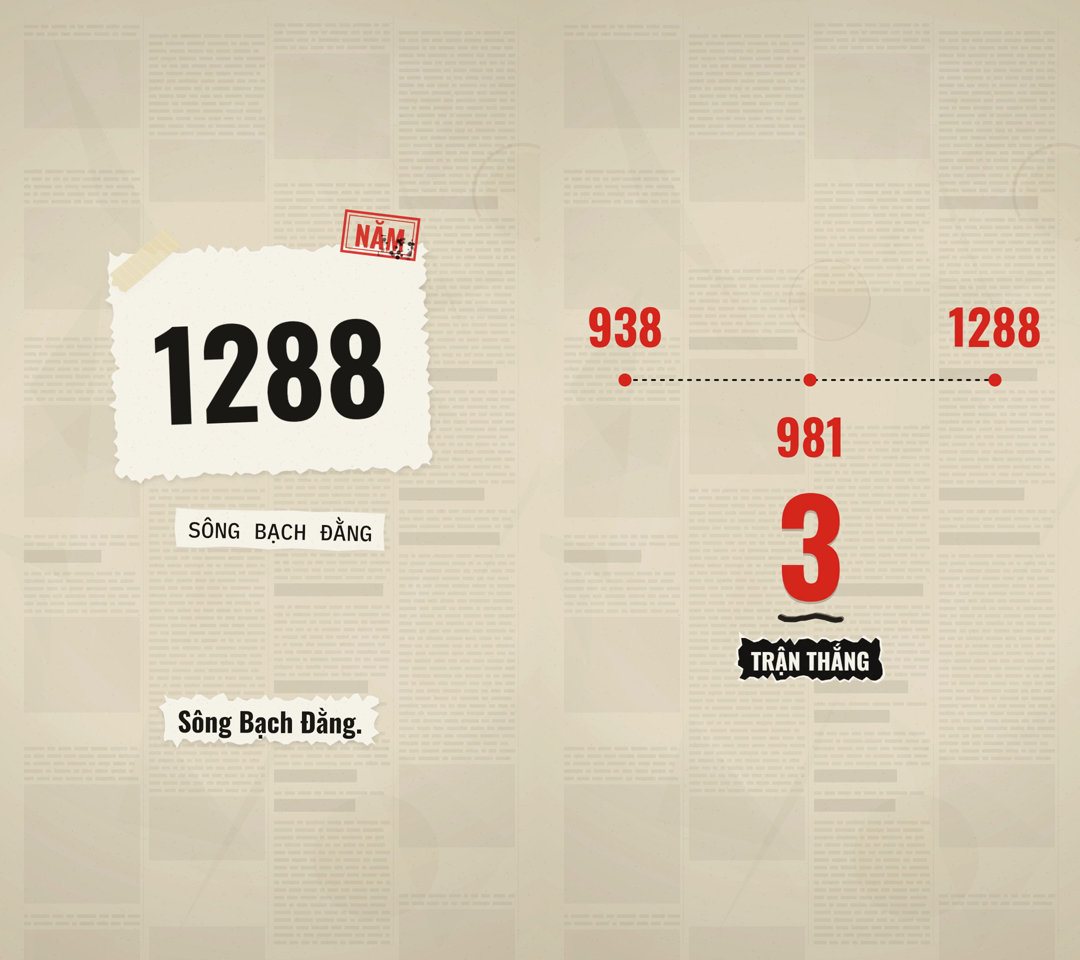 NĂM
1288
SÔNG BẠCH ĐẰNG
Sông Bạch Đằng.
938
1288
981
3
TRẬN THẮNG